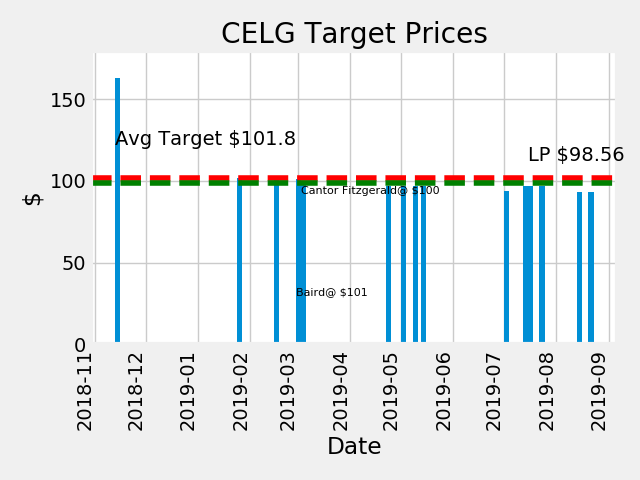 CELG Target Prices
150
Avg Target $101.8
LP $98.56
100
Cantor Fitzgerald@ $100
$
50
Baird@ $101
0
2018-11
2018-12
2019-01
2019-02
2019-03
2019-04
2019-05
2019-06
2019-07
2019-08
2019-09
Date